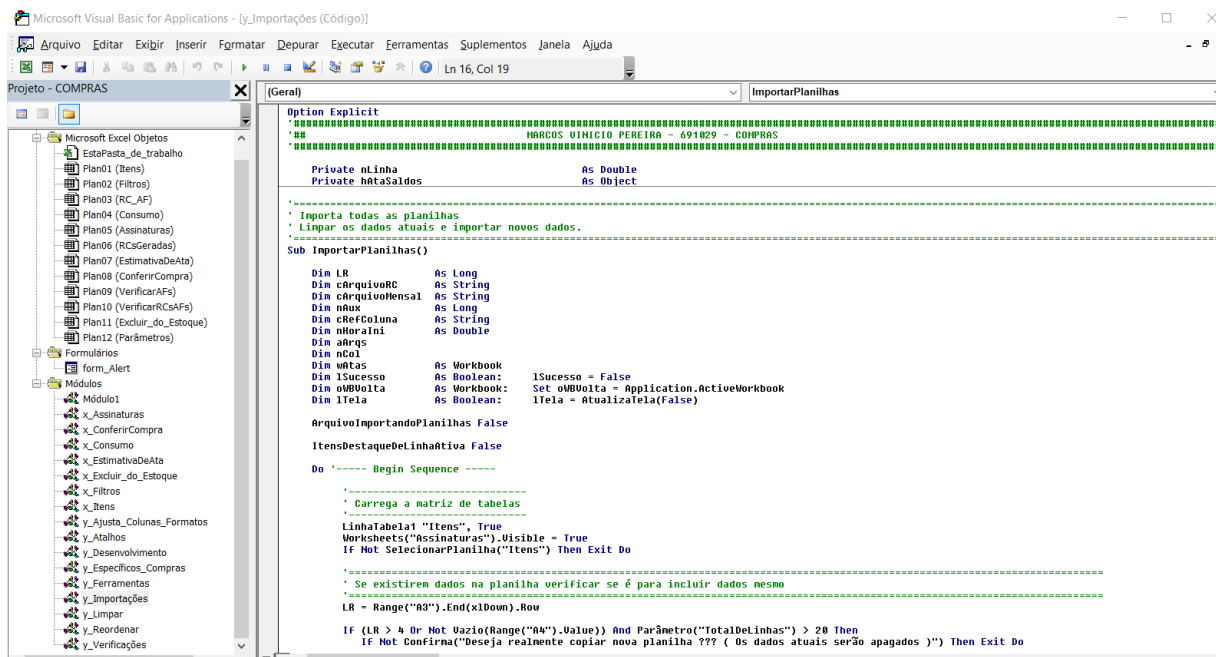 Microsoft Visual Basic for Applications - [y_Importações (Código)]
Arquivo Editar Exibir Inserir Formatar Depurar Executar Ferramentas Suplementos Janela Ajuda
Ln 16, Col 19
Projeto - COMPRAS
Microsoft Excel Objetos
EstaPasta_de_trabalho
Plan01 (Itens)
Plan02 (Filtros)
Plan03 (RC_AF)
Plan04 (Consumo)
Plan05 (Assinaturas)
Plan06 (RCsGeradas)
Plan07 (EstimativaDeAta)
Plan08 (ConferirCompra)
Plan09 (VerificarAFs)
Plan10 (VerificarRCsAFs)
Plan11 (Excluir_do_Estoque)
Plan12 (Parâmetros)
Formulários
form_Alert
Módulos
Módulo1
x_Assinaturas
x_ConferirCompra
x_Consumo
x_EstimativaDeAta
x_Excluir_do_Estoque
x_Filtros
x_Itens
y_Ajusta_Colunas_Formatos
y_Atalhos
y_Desenvolvimento
y_Específicos_Compras
y_Ferramentas
y_Importações
y_Limpar
y_Reordenar
y_Verificações
(Geral)
ImportarPlanilhas
Option Explicit
'## MARCOS VINICIO PEREIRA - 691029 - COMPRAS
Private nLinha As Double
Private hAtaSaldos As Object
' Importa todas as planilhas
' Limpar os dados atuais e importar novos dados.
Sub ImportarPlanilhas()
Dim LR As Long
Dim cArquivoRC As String
Dim cArquivoMensal As String
Dim nAux As Long
Dim cRefColuna As String
Dim nHoraIni As Double
Dim aArqs
Dim nCol
Dim wAtas As Workbook
Dim lSucesso As Boolean: lSucesso = False
Dim oWBVolta As Workbook: Set oWBVolta = Application.ActiveWorkbook
Dim lTela As Boolean: lTela = AtualizaTela(False)
ArquivoImportandoPlanilhas False
ItensDestaqueDeLinhaAtiva False
Do '----- Begin Sequence -----
'-----------------------------
' Carrega a matriz de tabelas
'-----------------------------
LinhaTabela1 "Itens", True
Worksheets("Assinaturas").Visible = True
If Not SelecionarPlanilha("Itens") Then Exit Do
' Se existirem dados na planilha verificar se é para incluir dados mesmo
LR = Range("A3").End(xlDown).Row
If (LR > 4 Or Not Vazio(Range("A4").Value)) And Parâmetro("TotalDeLinhas") > 20 Then
If Not Confirma("Deseja realmente copiar nova planilha ??? ( Os dados atuais serão apagados )") Then Exit Do